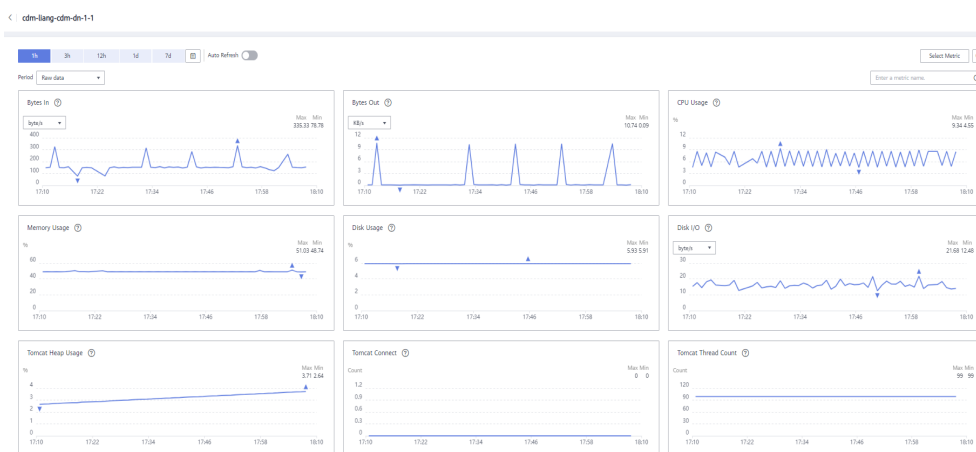 cdm-liang-cdm-dn-1-1
1h 3h 12h 1d 7d Auto Refresh Select Metric
Period Raw data Enter a metric name.
Bytes In
byte/s
Max Min
335.33 78.78
400
300
200
100
0
17:10 17:22 17:34 17:46 17:58 18:10
Bytes Out
KB/s
Max Min
10.74 0.09
12
9
6
3
0
17:10 17:22 17:34 17:46 17:58 18:10
CPU Usage
%
Max Min
9.34 4.55
12
9
6
3
0
17:10 17:22 17:34 17:46 17:58 18:10
Memory Usage
%
Max Min
51.03 48.74
60
40
20
0
17:10 17:22 17:34 17:46 17:58 18:10
Disk Usage
%
Max Min
5.93 5.91
6
4
2
0
17:10 17:22 17:34 17:46 17:58 18:10
Disk I/O
byte/s
Max Min
21.68 12.48
30
20
10
0
17:10 17:22 17:34 17:46 17:58 18:10
Tomcat Heap Usage
%
Max Min
3.71 2.64
4
3
2
1
0
17:10 17:22 17:34 17:46 17:58 18:10
Tomcat Connect
Count
Max Min
0 0
1.2
0.9
0.6
0.3
0
17:10 17:22 17:34 17:46 17:58 18:10
Tomcat Thread Count
Count
Max Min
99 99
120
90
60
30
0
17:10 17:22 17:34 17:46 17:58 18:10